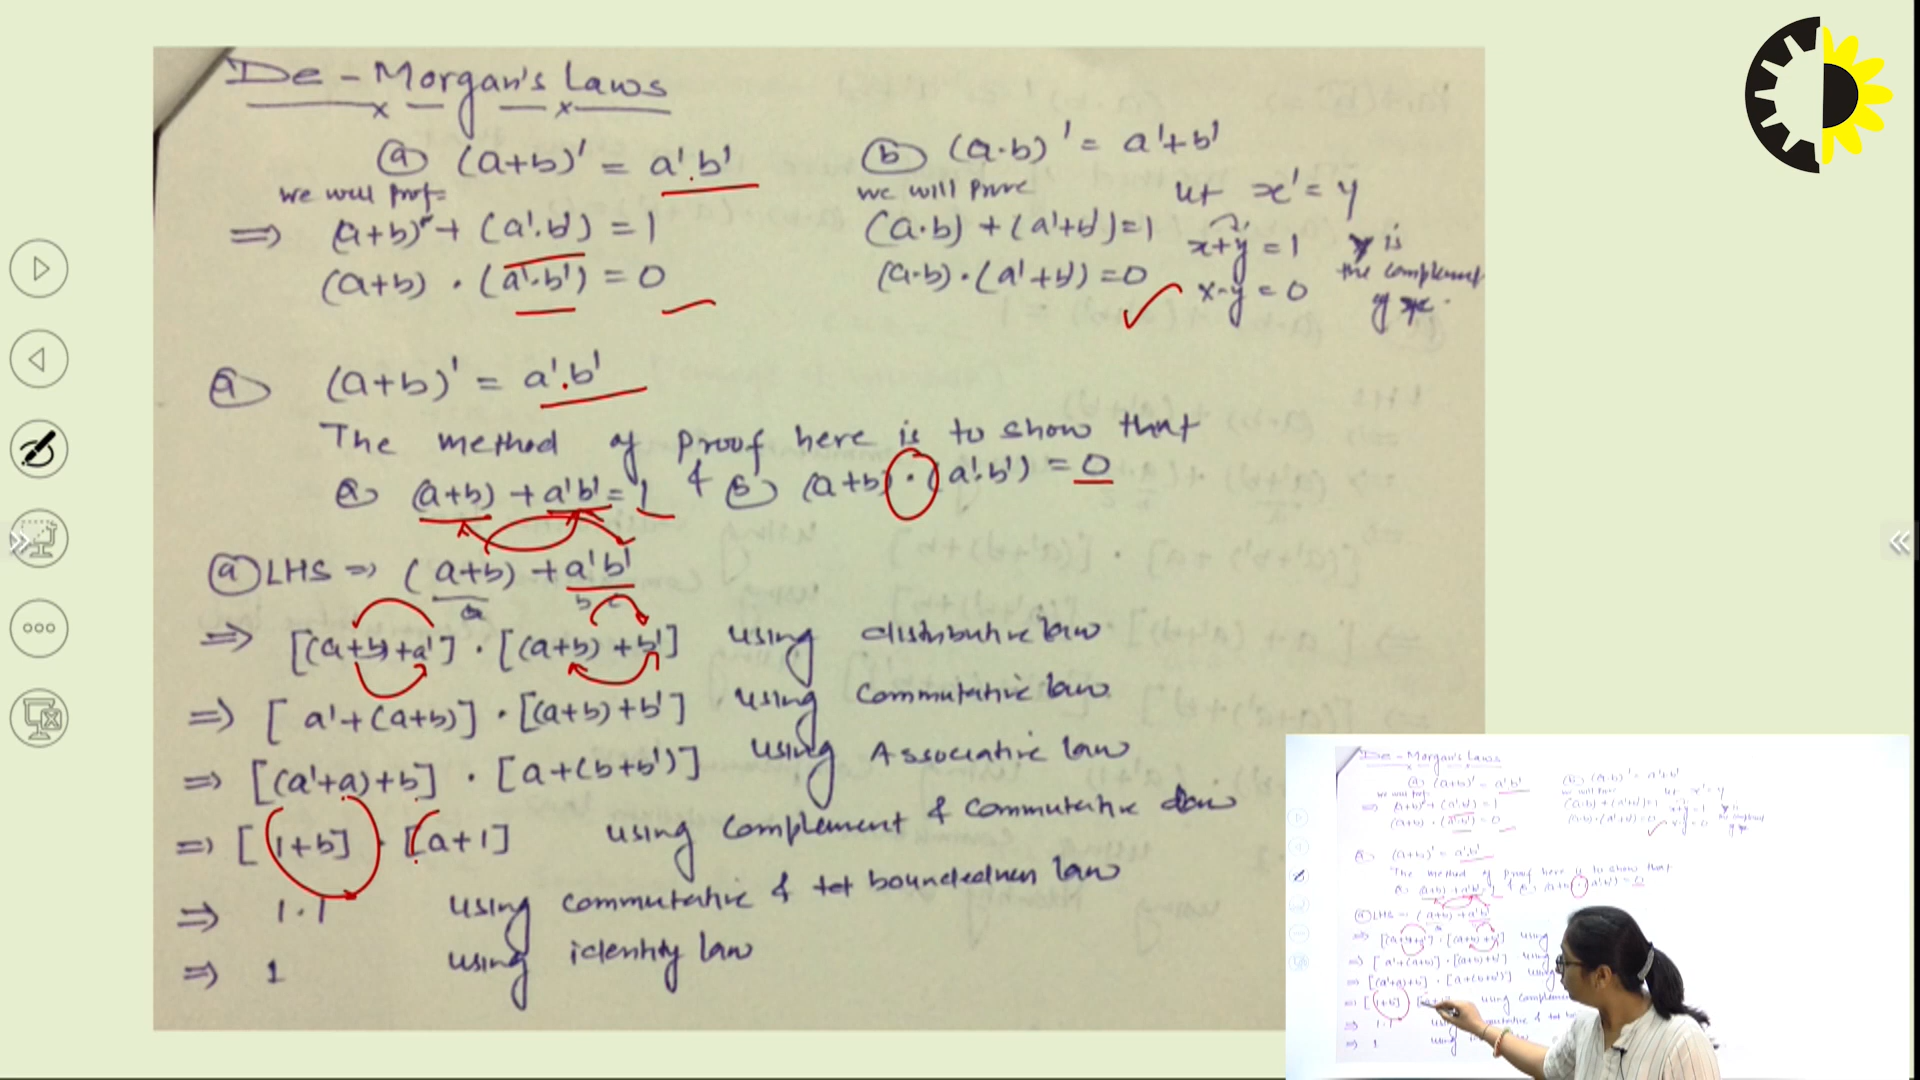 De - Morgan's Laws
(a) (a+b)' = a'.b'
we will prof=
⇒ (a+b) + (a'.b') = 1
(a+b) . (a'.b') = 0
(b) (a.b)' = a'+b'
we will prove
(a.b) + (a'+b') = 1
(a.b) . (a'+b') = 0
let x' = y
x+y = 1
x.y = 0
y is
the complement
of x.
(a) (a+b)' = a'.b'
The method of proof here is to show that
(a) (a+b) + a'b' = 1 & (b) (a+b) . (a'.b') = 0
(a) LHS ⇒ (a+b) + a'b'
a b c
⇒ [(a+b)+a'] . [(a+b)+b'] using distributive law
⇒ [a'+(a+b)] . [(a+b)+b'] using commutative law
⇒ [(a'+a)+b] . [a+(b+b')] using Associative law
⇒ [1+b] . [a+1] using complement & commutative law
⇒ 1.1 using commutative & boundedness law
⇒ 1 using identity law